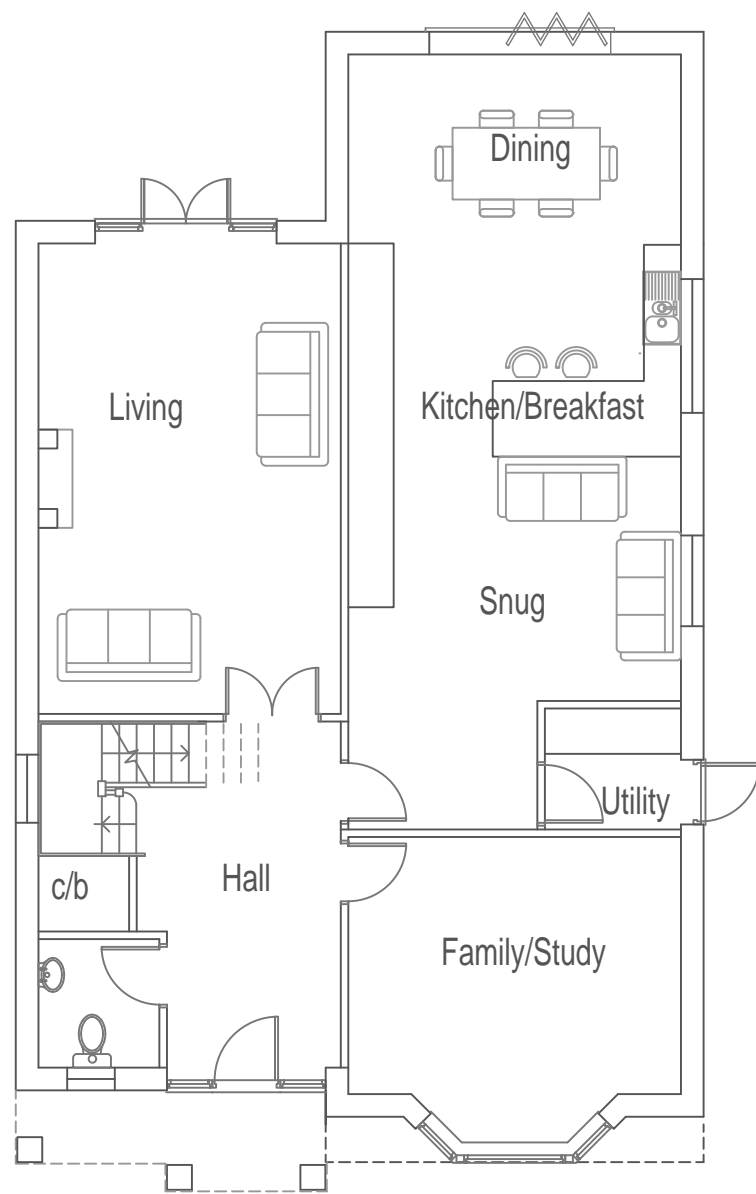 Dining
Living
Kitchen/Breakfast
Snug
Utility
c/b
Hall
Family/Study